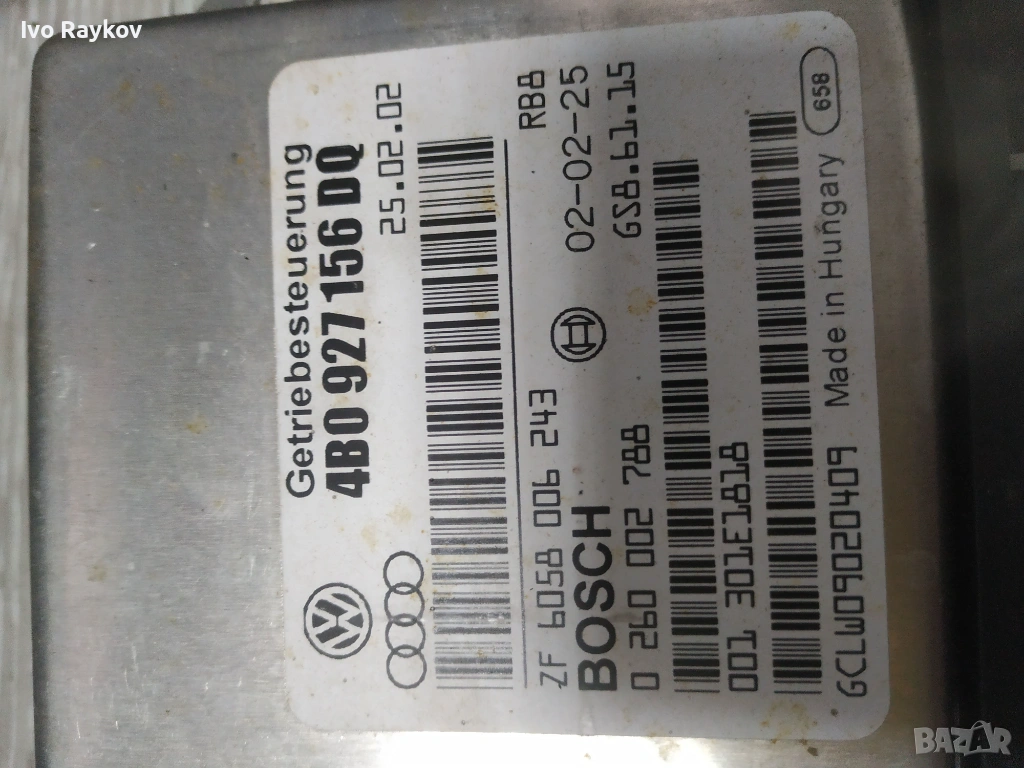 Ivo Raykov
Getriebesteuerung
4B0 927 156 DQ
25.02.02
ZF 6058 006 243 RB8
BOSCH 02-02-25
0 260 002 788 GS8.61.15
001 301E1818
GCLW09020409 Made in Hungary 658
BAZAR